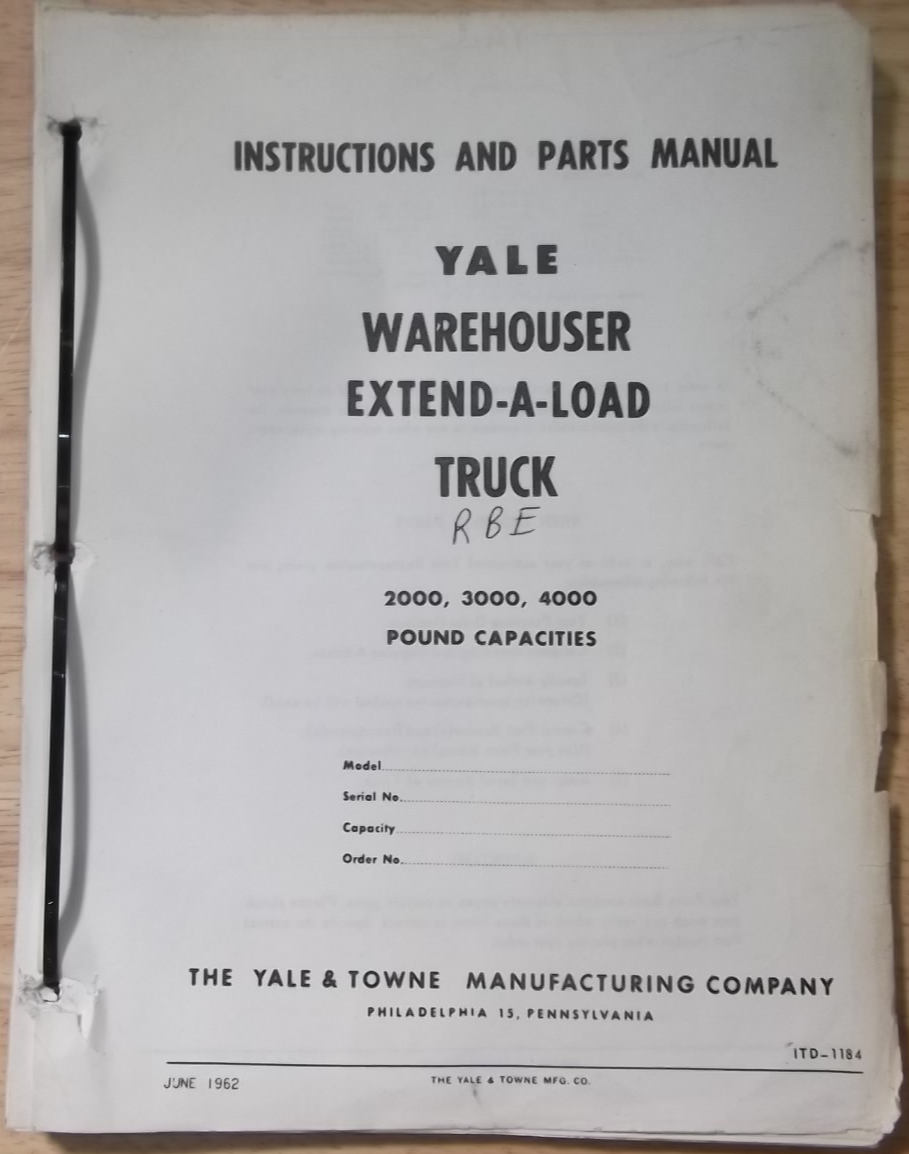 INSTRUCTIONS AND PARTS MANUAL
YALE
WAREHOUSER
EXTEND-A-LOAD
TRUCK
RBE
2000, 3000, 4000
POUND CAPACITIES
Model
Serial No.
Capacity
Order No.
THE YALE & TOWNE MANUFACTURING COMPANY
PHILADELPHIA 15, PENNSYLVANIA
ITD-1184
JUNE 1962
THE YALE & TOWNE MFG. CO.